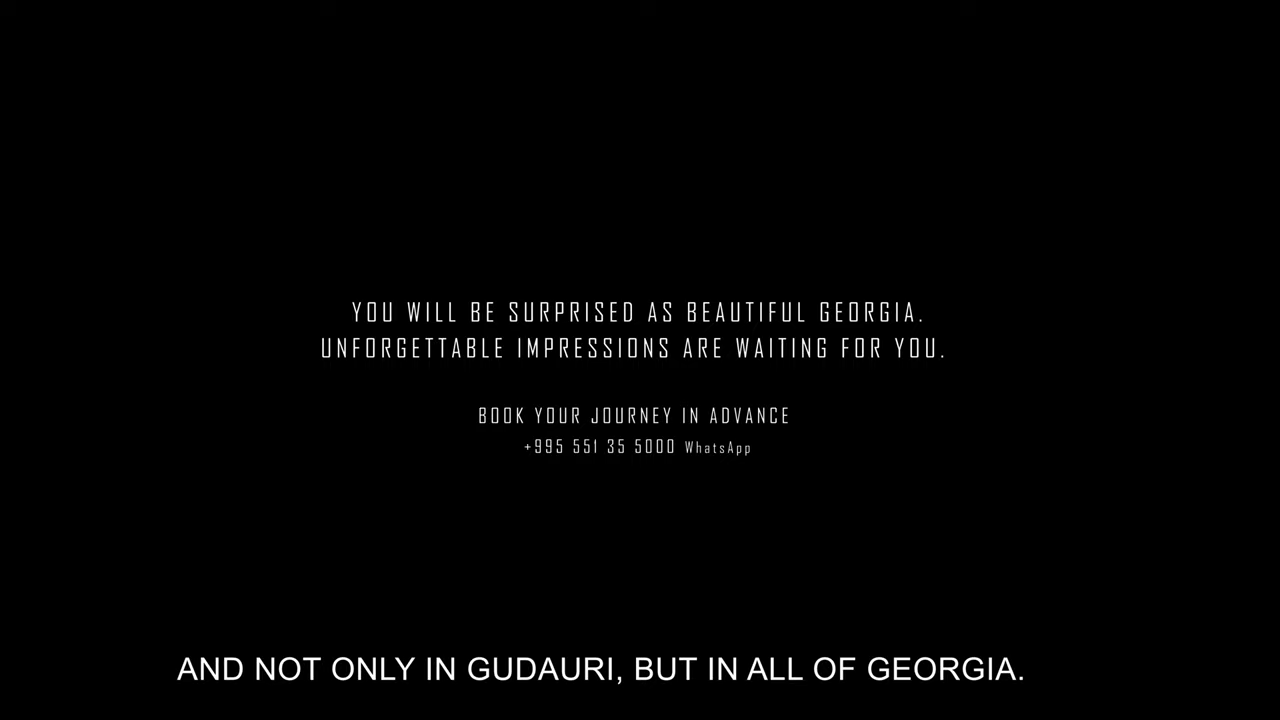 YOU WILL BE SURPRISED AS BEAUTIFUL GEORGIA.
UNFORGETTABLE IMPRESSIONS ARE WAITING FOR YOU.
BOOK YOUR JOURNEY IN ADVANCE
+995 551 35 5000 WhatsApp
AND NOT ONLY IN GUDAURI, BUT IN ALL OF GEORGIA.